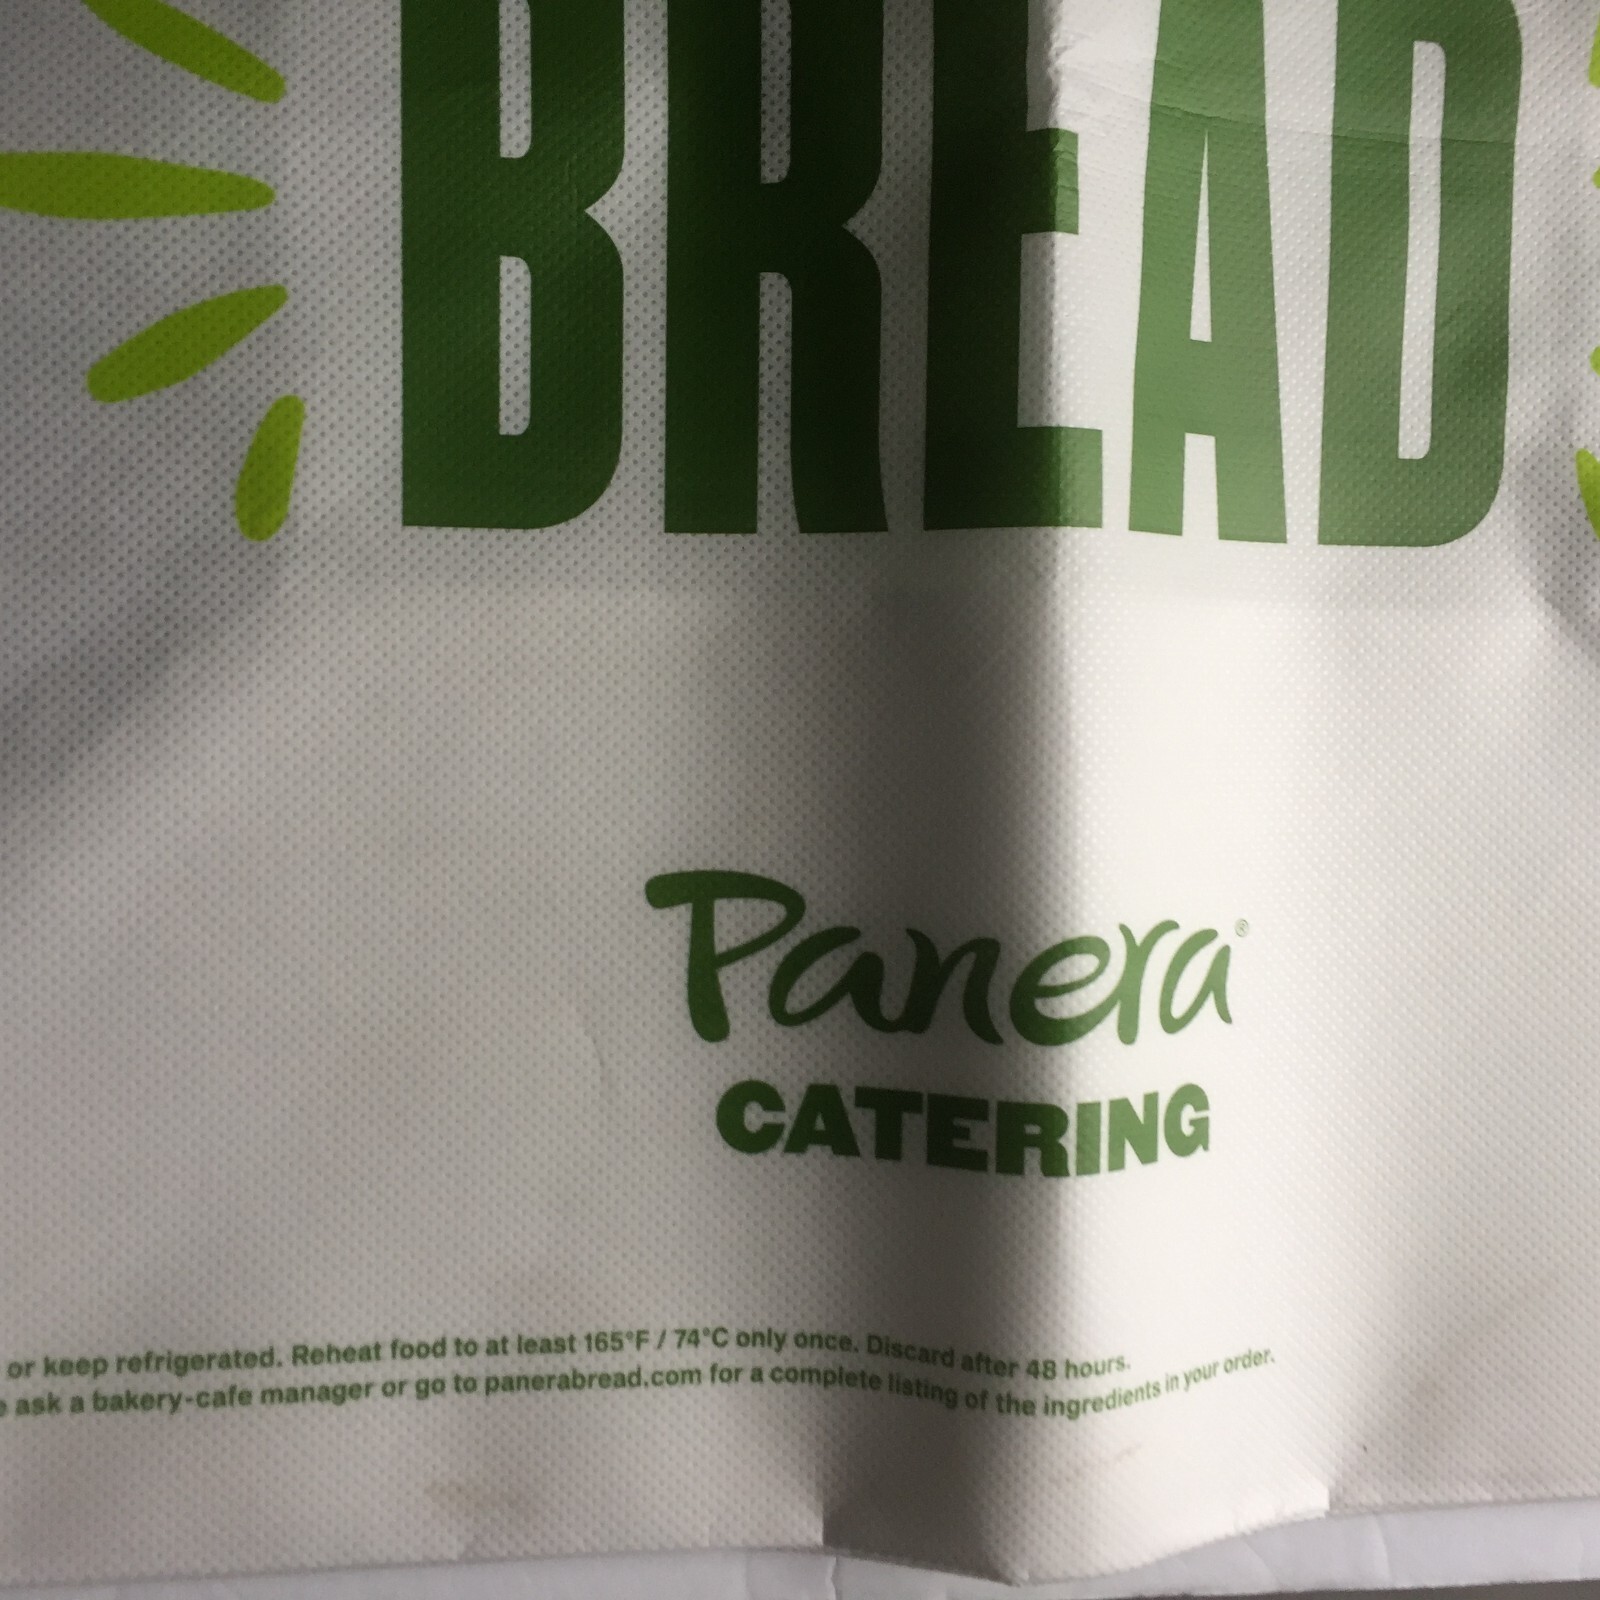 BREAD
Panera®
CATERING
or keep refrigerated. Reheat food to at least 165°F / 74°C only once. Discard after 48 hours.
ask a bakery-cafe manager or go to panerabread.com for a complete listing of the ingredients in your order.